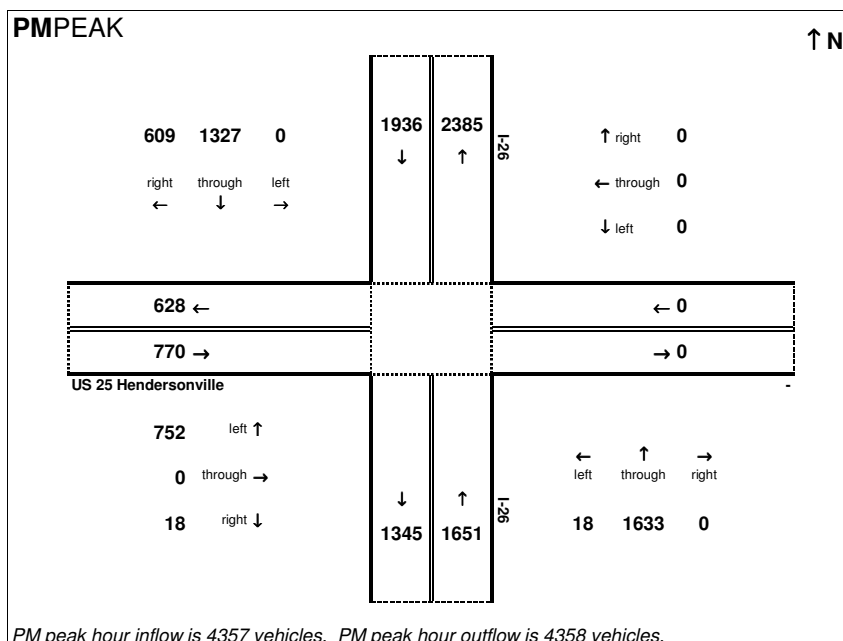 PMPEAK
↑ N
609 1327 0
right through left
← ↓ →
1936 2385
↓ ↑
I-26
↑ right 0
← through 0
↓ left 0
628 ←
← 0
770 →
→ 0
US 25 Hendersonville
-
752 left ↑
0 through →
18 right ↓
↓ ↑
1345 1651
I-26
← ↑ →
left through right
18 1633 0
PM peak hour inflow is 4357 vehicles. PM peak hour outflow is 4358 vehicles.